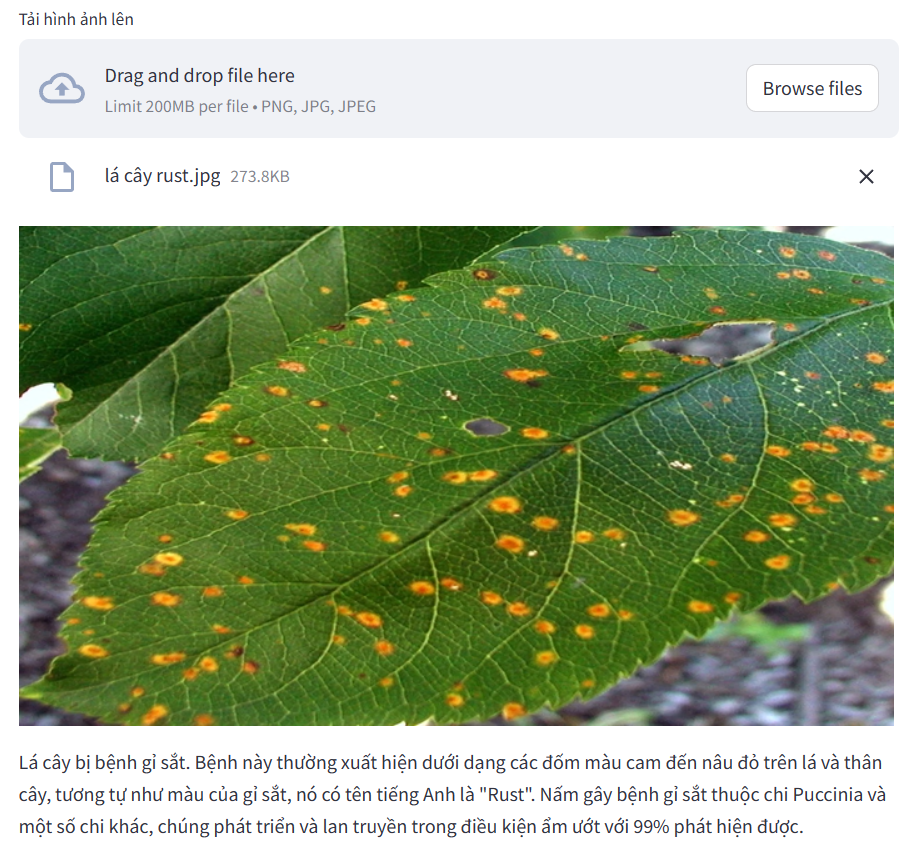 Tải hình ảnh lên
Drag and drop file here
Limit 200MB per file • PNG, JPG, JPEG
Browse files
lá cây rust.jpg 273.8KB
Lá cây bị bệnh gỉ sắt. Bệnh này thường xuất hiện dưới dạng các đốm màu cam đến nâu đỏ trên lá và thân
cây, tương tự như màu của gỉ sắt, nó có tên tiếng Anh là "Rust". Nấm gây bệnh gỉ sắt thuộc chi Puccinia và
một số chi khác, chúng phát triển và lan truyền trong điều kiện ẩm ướt với 99% phát hiện được.